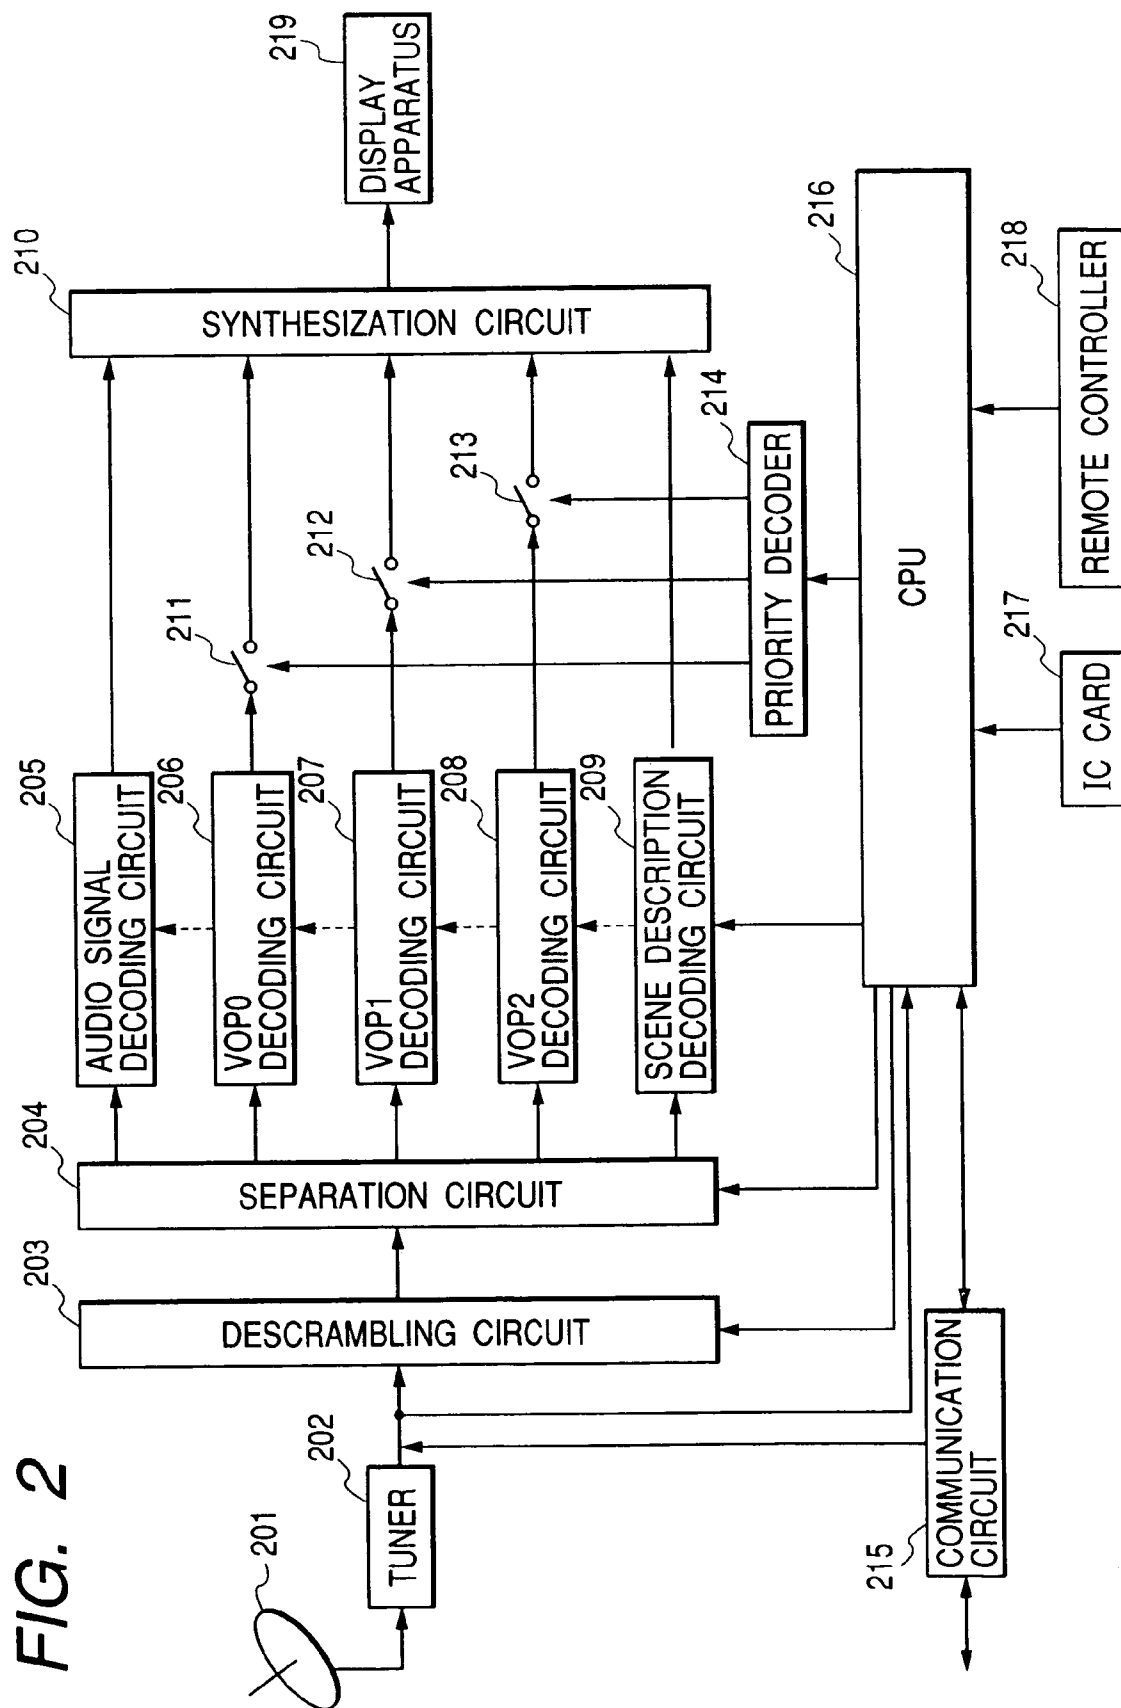 FIG. 2
201
202
TUNER
203
DESCRAMBLING CIRCUIT
204
SEPARATION CIRCUIT
205
AUDIO SIGNAL
DECODING CIRCUIT
206
VOP0
DECODING CIRCUIT
207
VOP1
DECODING CIRCUIT
208
VOP2
DECODING CIRCUIT
209
SCENE DESCRIPTION
DECODING CIRCUIT
211
212
213
210
SYNTHESIZATION CIRCUIT
219
DISPLAY
APPARATUS
214
PRIORITY DECODER
215
COMMUNICATION
CIRCUIT
216
CPU
217
IC CARD
218
REMOTE CONTROLLER